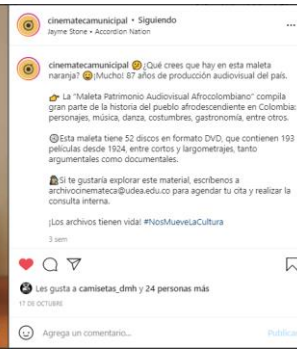 cinematecamunicipal • Siguiendo
Jayme Stone • Accordion Nation
cinematecamunicipal 🤔¿Qué crees que hay en esta maleta
naranja? 😉¡Mucho! 87 años de producción audiovisual del país.
👉 La "Maleta Patrimonio Audiovisual Afrocolombiano" compila
gran parte de la historia del pueblo afrodescendiente en Colombia:
personajes, música, danza, costumbres, gastronomía, entre otros.
Esta maleta tiene 52 discos en formato DVD, que contienen 193
películas desde 1924, entre cortos y largometrajes, tanto
argumentales como documentales.
Si te gustaría explorar este material, escríbenos a
archivocinemateca@udea.edu.co para agendar tu cita y realizar la
consulta interna.
¡Los archivos tienen vida! #NosMueveLaCultura
3 sem
Les gusta a camisetas_dmh y 24 personas más
17 DE OCTUBRE
Agrega un comentario...
Publicar